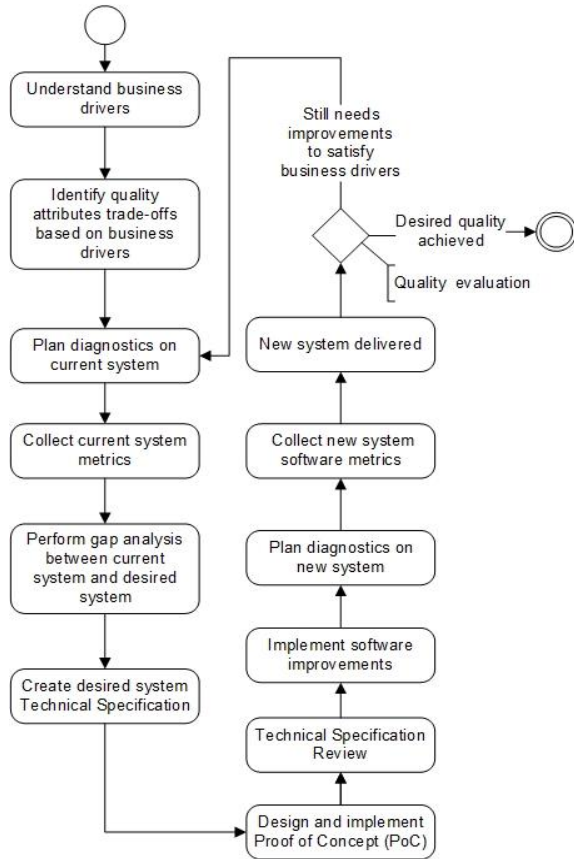 Understand business
drivers
Identify quality
attributes trade-offs
based on business
drivers
Plan diagnostics on
current system
Collect current system
metrics
Perform gap analysis
between current
system and desired
system
Create desired system
Technical Specification
Design and implement
Proof of Concept (PoC)
Technical Specification
Review
Implement software
improvements
Plan diagnostics on
new system
Collect new system
software metrics
New system delivered
Quality evaluation
Desired quality
achieved
Still needs
improvements
to satisfy
business drivers